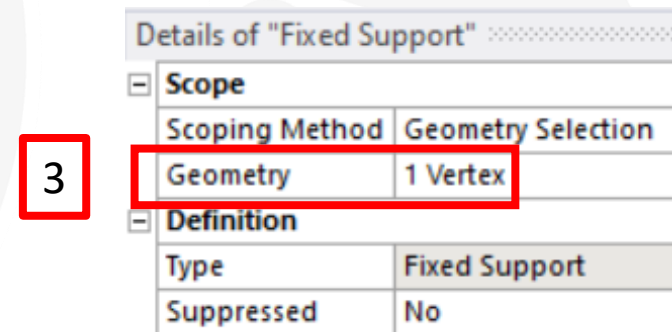 Details of "Fixed Support"
Scope
Scoping Method Geometry Selection
3 Geometry 1 Vertex
Definition
Type Fixed Support
Suppressed No